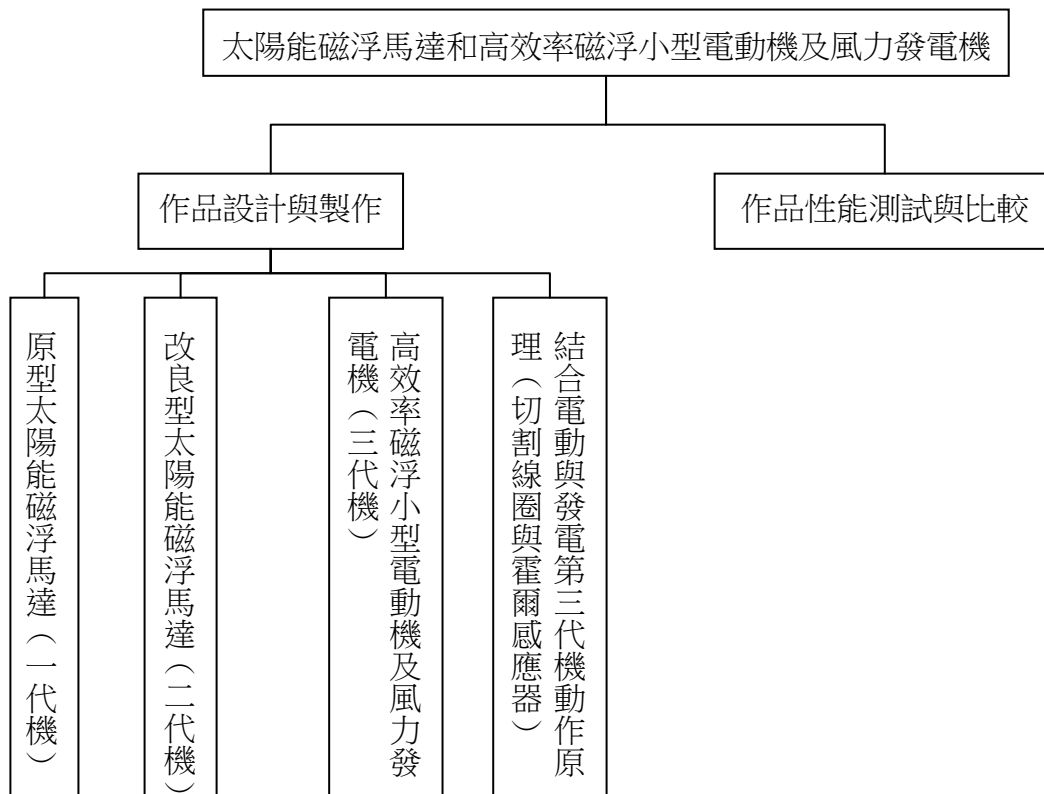 太陽能磁浮馬達和高效率磁浮小型電動機及風力發電機
作品設計與製作
作品性能測試與比較
原型太陽能磁浮馬達（一代機）
改良型太陽能磁浮馬達（二代機）
高效率磁浮小型電動機及風力發
電機（三代機）
結合電動與發電第三代機動作原
理（切割線圈與霍爾感應器）